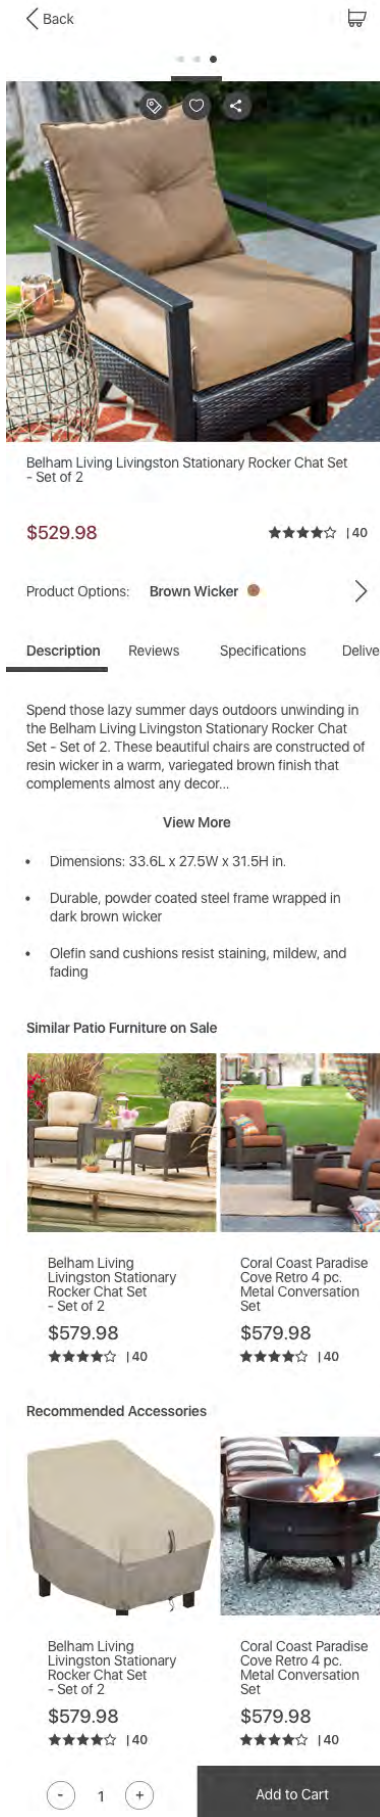 Back
Belham Living Livingston Stationary Rocker Chat Set
- Set of 2
$529.98
| 40
Product Options: Brown Wicker
Description Reviews Specifications Delive
Spend those lazy summer days outdoors unwinding in
the Belham Living Livingston Stationary Rocker Chat
Set - Set of 2. These beautiful chairs are constructed of
resin wicker in a warm, variegated brown finish that
complements almost any decor...
View More
• Dimensions: 33.6L x 27.5W x 31.5H in.
• Durable, powder coated steel frame wrapped in
dark brown wicker
• Olefin sand cushions resist staining, mildew, and
fading
Similar Patio Furniture on Sale
Belham Living
Livingston Stationary
Rocker Chat Set
- Set of 2
$579.98
| 40
Coral Coast Paradise
Cove Retro 4 pc.
Metal Conversation
Set
$579.98
| 40
Recommended Accessories
Belham Living
Livingston Stationary
Rocker Chat Set
- Set of 2
$579.98
| 40
Coral Coast Paradise
Cove Retro 4 pc.
Metal Conversation
Set
$579.98
| 40
- 1 +
Add to Cart